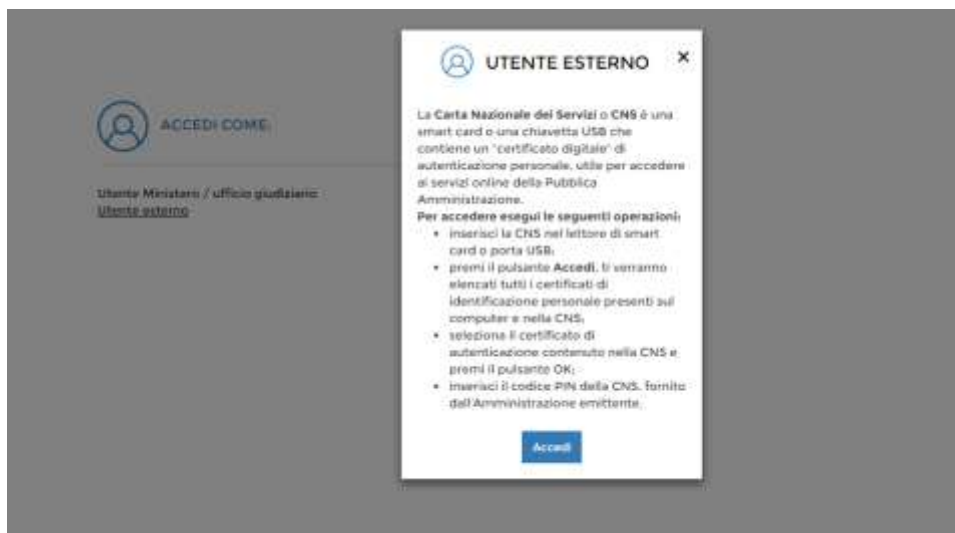 ACCEDI COME:
Utente Ministero / ufficio giudiziario
Utente esterno
UTENTE ESTERNO ×
La Carta Nazionale dei Servizi o CNS è una
smart card o una chiavetta USB che
contiene un "certificato digitale" di
autenticazione personale, utile per accedere
ai servizi online della Pubblica
Amministrazione.
Per accedere esegui le seguenti operazioni:
• inserisci la CNS nel lettore di smart
card o porta USB;
• premi il pulsante Accedi, ti verranno
elencati tutti i certificati di
identificazione personale presenti sul
computer e nella CNS;
• seleziona il certificato di
autenticazione contenuto nella CNS e
premi il pulsante OK;
• inserisci il codice PIN della CNS, fornito
dall'Amministrazione emittente.
Accedi